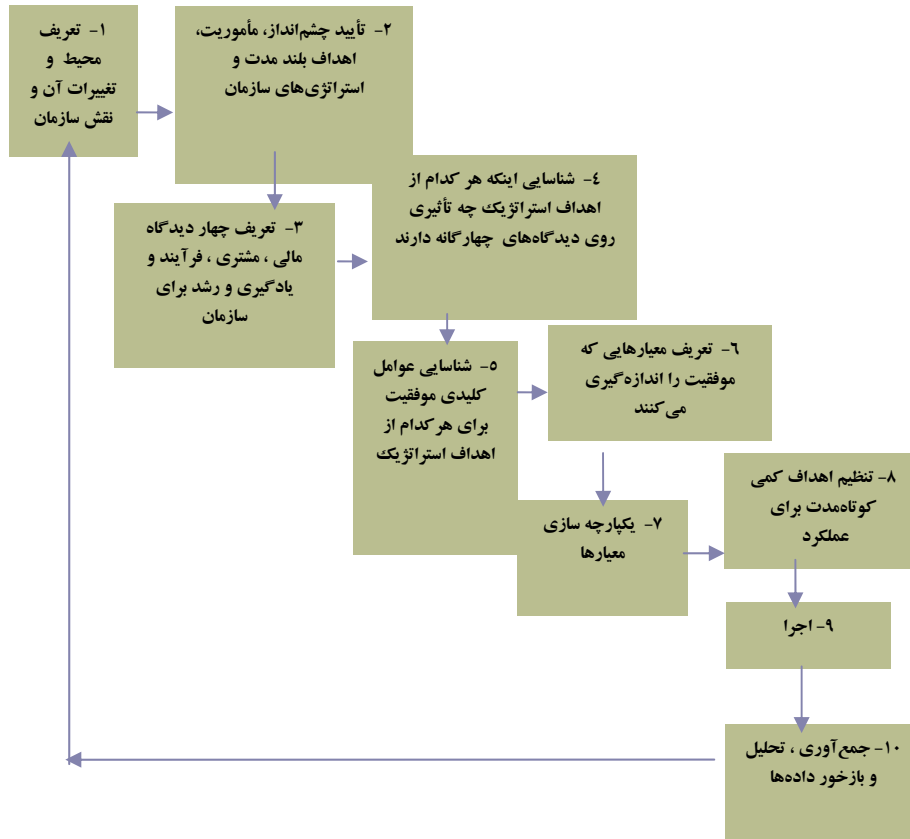 ۱- تعریف
محیط و
تغییرات آن و
نقش سازمان
۲- تأیید چشم‌انداز، مأموریت،
اهداف بلند مدت و
استراتژی‌های سازمان
۳- تعریف چهار دیدگاه
مالی ، مشتری ، فرآیند و
یادگیری و رشد برای
سازمان
٤- شناسایی اینکه هر کدام از
اهداف استراتژیک چه تأثیری
روی دیدگاه‌های چهارگانه دارند
٥- شناسایی عوامل
کلیدی موفقیت
برای هرکدام از
اهداف استراتژیک
٦- تعریف معیارهایی که
موفقیت را اندازه‌گیری
می‌کنند
۷- یکپارچه سازی
معیارها
۸- تنظیم اهداف کمی
کوتاه‌مدت برای
عملکرد
۹- اجرا
۱۰- جمع‌آوری ، تحلیل
و بازخور داده‌ها